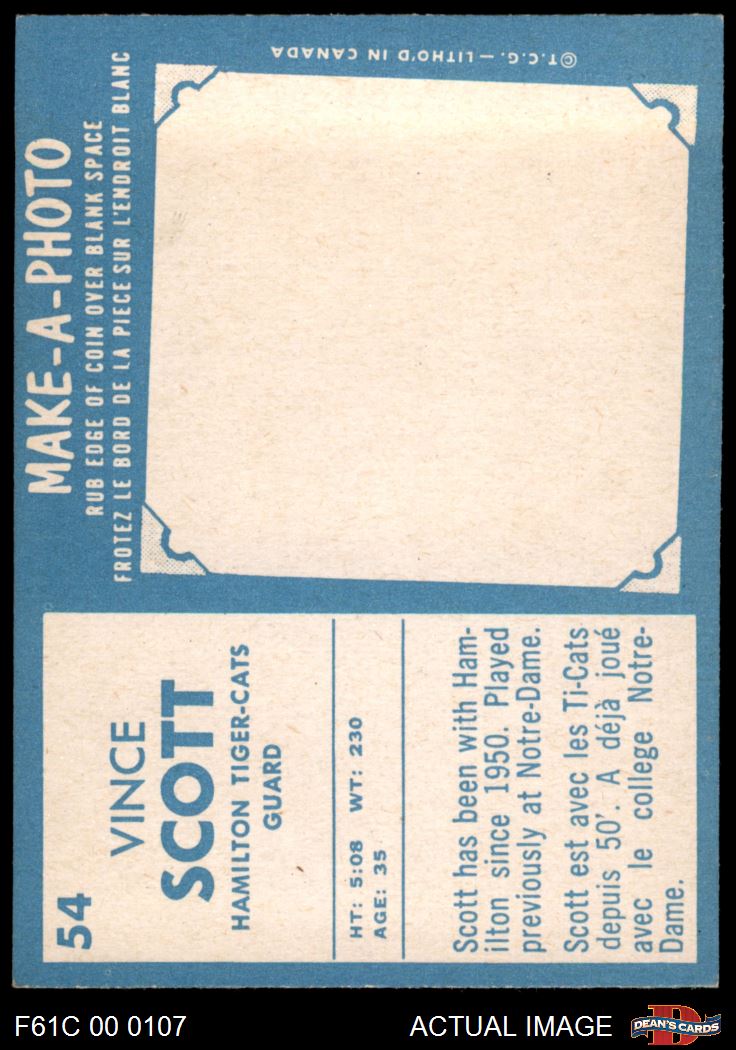 MAKE-A-PHOTO
RUB EDGE OF COIN OVER BLANK SPACE
FROTEZ LE BORD DE LA PIECE SUR L'ENDROIT BLANC
©T.C.G. — LITHO'D IN CANADA
54
VINCE
SCOTT
HAMILTON TIGER-CATS
GUARD
HT: 5:08 WT: 230
AGE: 35
Scott has been with Ham-
ilton since 1950. Played
previously at Notre-Dame.
Scott est avec les Ti-Cats
depuis 50'. A déjà joué
avec le college Notre-
Dame.
F61C 00 0107
ACTUAL IMAGE
D
DEAN'S CARDS